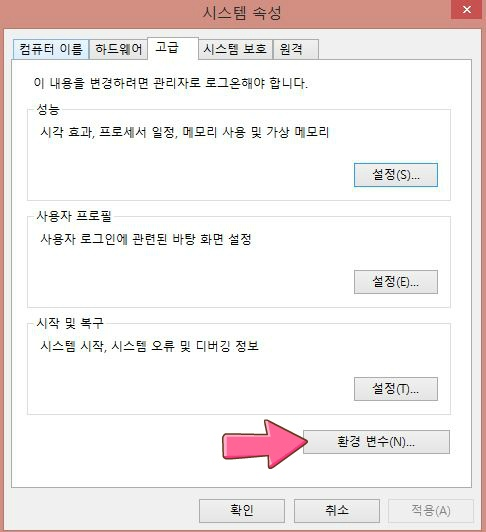 시스템 속성
컴퓨터 이름 하드웨어 고급 시스템 보호 원격
이 내용을 변경하려면 관리자로 로그온해야 합니다.
성능
시각 효과, 프로세서 일정, 메모리 사용 및 가상 메모리
설정(S)...
사용자 프로필
사용자 로그인에 관련된 바탕 화면 설정
설정(E)...
시작 및 복구
시스템 시작, 시스템 오류 및 디버깅 정보
설정(T)...
환경 변수(N)...
확인 취소 적용(A)